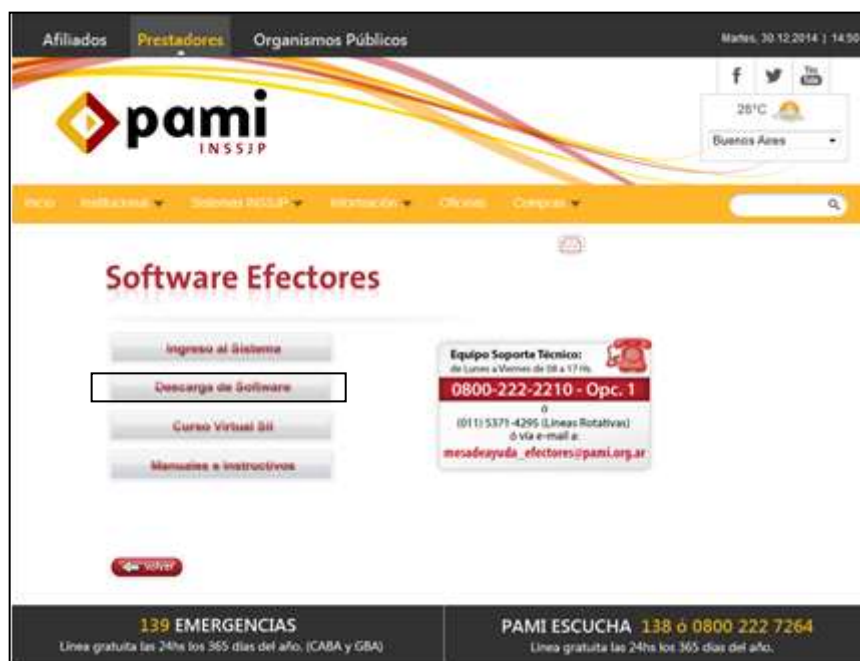 Afiliados Prestadores Organismos Públicos
Martes, 30.12.2014 | 14:50
pami
INSSJP
You Tube
28°C
Buenos Aires
Inicio Institucional Sistemas INSSJP Información Oficinas Compras
Software Efectores
Ingreso al Sistema
Descarga de Software
Curso Virtual SII
Manuales e Instructivos
Equipo Soporte Técnico:
de Lunes a Viernes de 08 a 17 Hs.
0800-222-2210 - Opc. 1
ó
(011) 5371-4295 (Líneas Rotativas)
ó vía e-mail a:
mesadeayuda_efectores@pami.org.ar
volver
139 EMERGENCIAS
Línea gratuita las 24hs los 365 días del año. (CABA y GBA)
PAMI ESCUCHA 138 ó 0800 222 7264
Línea gratuita las 24hs los 365 días del año.